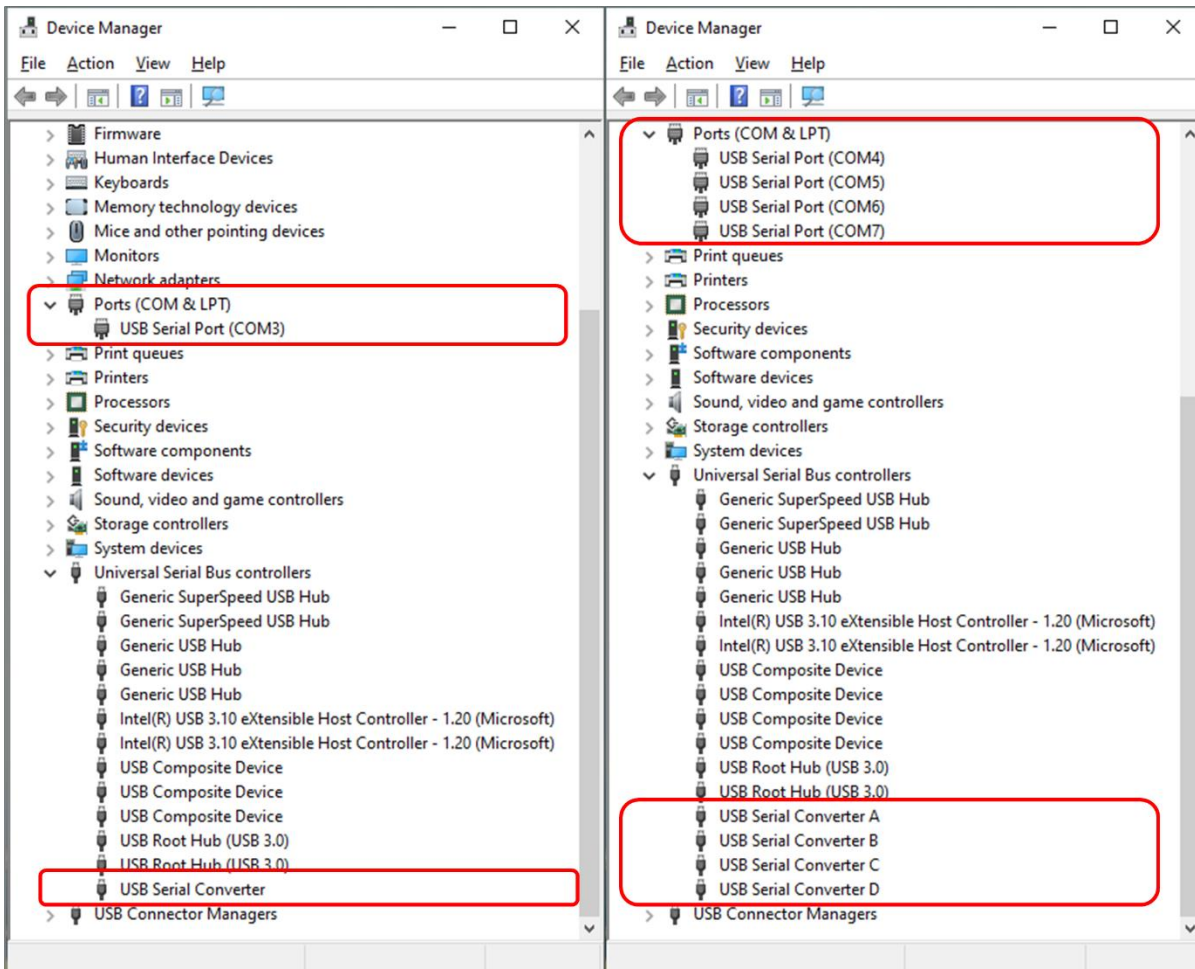 Device Manager
File Action View Help
Firmware
Human Interface Devices
Keyboards
Memory technology devices
Mice and other pointing devices
Monitors
Network adapters
Ports (COM & LPT)
USB Serial Port (COM3)
Print queues
Printers
Processors
Security devices
Software components
Software devices
Sound, video and game controllers
Storage controllers
System devices
Universal Serial Bus controllers
Generic SuperSpeed USB Hub
Generic SuperSpeed USB Hub
Generic USB Hub
Generic USB Hub
Generic USB Hub
Intel(R) USB 3.10 eXtensible Host Controller - 1.20 (Microsoft)
Intel(R) USB 3.10 eXtensible Host Controller - 1.20 (Microsoft)
USB Composite Device
USB Composite Device
USB Composite Device
USB Root Hub (USB 3.0)
USB Root Hub (USB 3.0)
USB Serial Converter
USB Connector Managers
Device Manager
File Action View Help
Ports (COM & LPT)
USB Serial Port (COM4)
USB Serial Port (COM5)
USB Serial Port (COM6)
USB Serial Port (COM7)
Print queues
Printers
Processors
Security devices
Software components
Software devices
Sound, video and game controllers
Storage controllers
System devices
Universal Serial Bus controllers
Generic SuperSpeed USB Hub
Generic SuperSpeed USB Hub
Generic USB Hub
Generic USB Hub
Generic USB Hub
Intel(R) USB 3.10 eXtensible Host Controller - 1.20 (Microsoft)
Intel(R) USB 3.10 eXtensible Host Controller - 1.20 (Microsoft)
USB Composite Device
USB Composite Device
USB Composite Device
USB Composite Device
USB Root Hub (USB 3.0)
USB Root Hub (USB 3.0)
USB Serial Converter A
USB Serial Converter B
USB Serial Converter C
USB Serial Converter D
USB Connector Managers